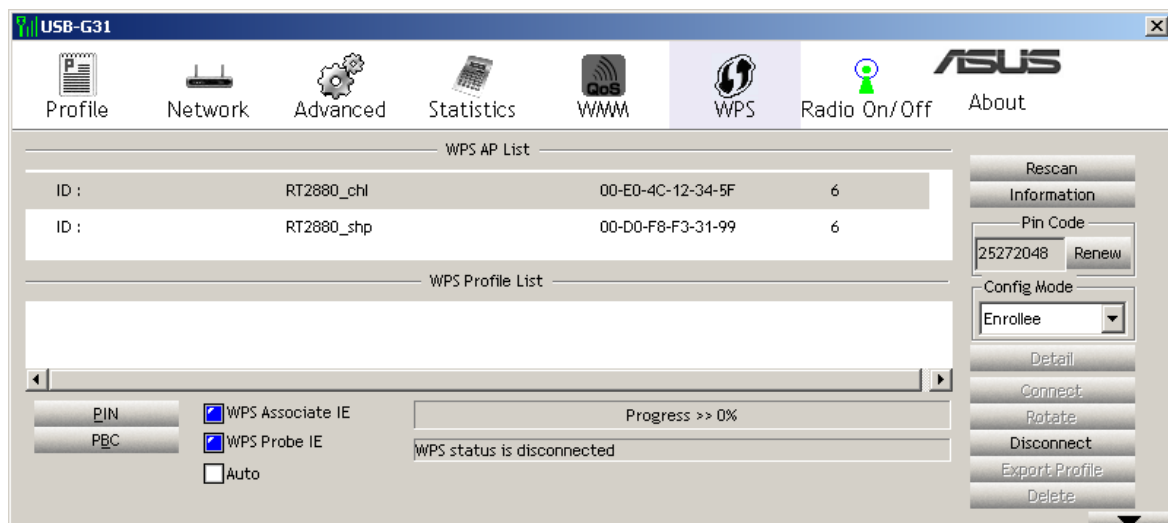 USB-G31
Profile
Network
Advanced
Statistics
QoS
WMM
WPS
Radio On/Off
ASUS
About
WPS AP List
ID : RT2880_chl 00-E0-4C-12-34-5F 6
ID : RT2880_shp 00-D0-F8-F3-31-99 6
WPS Profile List
PIN
PBC
WPS Associate IE
WPS Probe IE
Auto
Progress >> 0%
WPS status is disconnected
Rescan
Information
Pin Code
25272048 Renew
Config Mode
Enrollee
Detail
Connect
Rotate
Disconnect
Export Profile
Delete